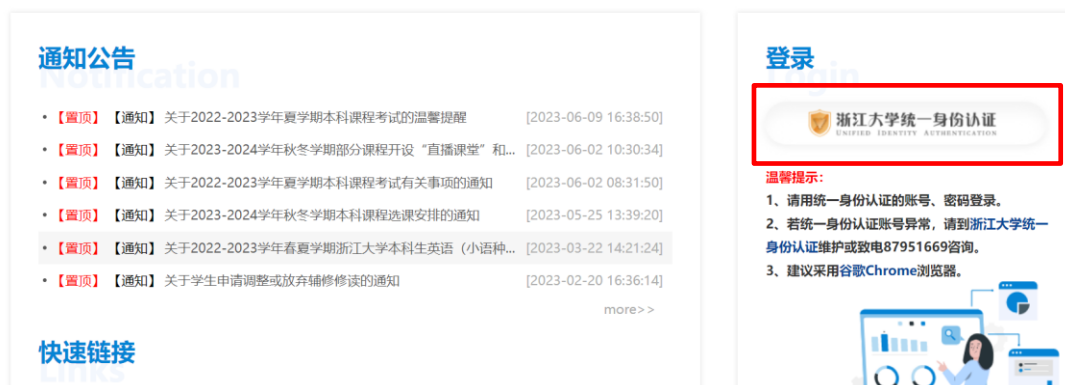 通知公告
Notification
• 【置顶】 【通知】 关于2022-2023学年夏学期本科课程考试的温馨提醒 [2023-06-09 16:38:50]
• 【置顶】 【通知】 关于2023-2024学年秋冬学期部分课程开设“直播课堂”和... [2023-06-02 10:30:34]
• 【置顶】 【通知】 关于2022-2023学年夏学期本科课程考试有关事项的通知 [2023-06-02 08:31:50]
• 【置顶】 【通知】 关于2023-2024学年秋冬学期本科课程选课安排的通知 [2023-05-25 13:39:20]
• 【置顶】 【通知】 关于2022-2023学年春夏学期浙江大学本科生英语（小语种... [2023-03-22 14:21:24]
• 【置顶】 【通知】 关于学生申请调整或放弃辅修修读的通知 [2023-02-20 16:36:14]
more>>
快速链接
Links
登录
Login
浙江大学统一身份认证
UNIFIED IDENTITY AUTHENTICATION
温馨提示：
1、请用统一身份认证的账号、密码登录。
2、若统一身份认证账号异常，请到浙江大学统一
身份认证维护或致电87951669咨询。
3、建议采用谷歌Chrome浏览器。